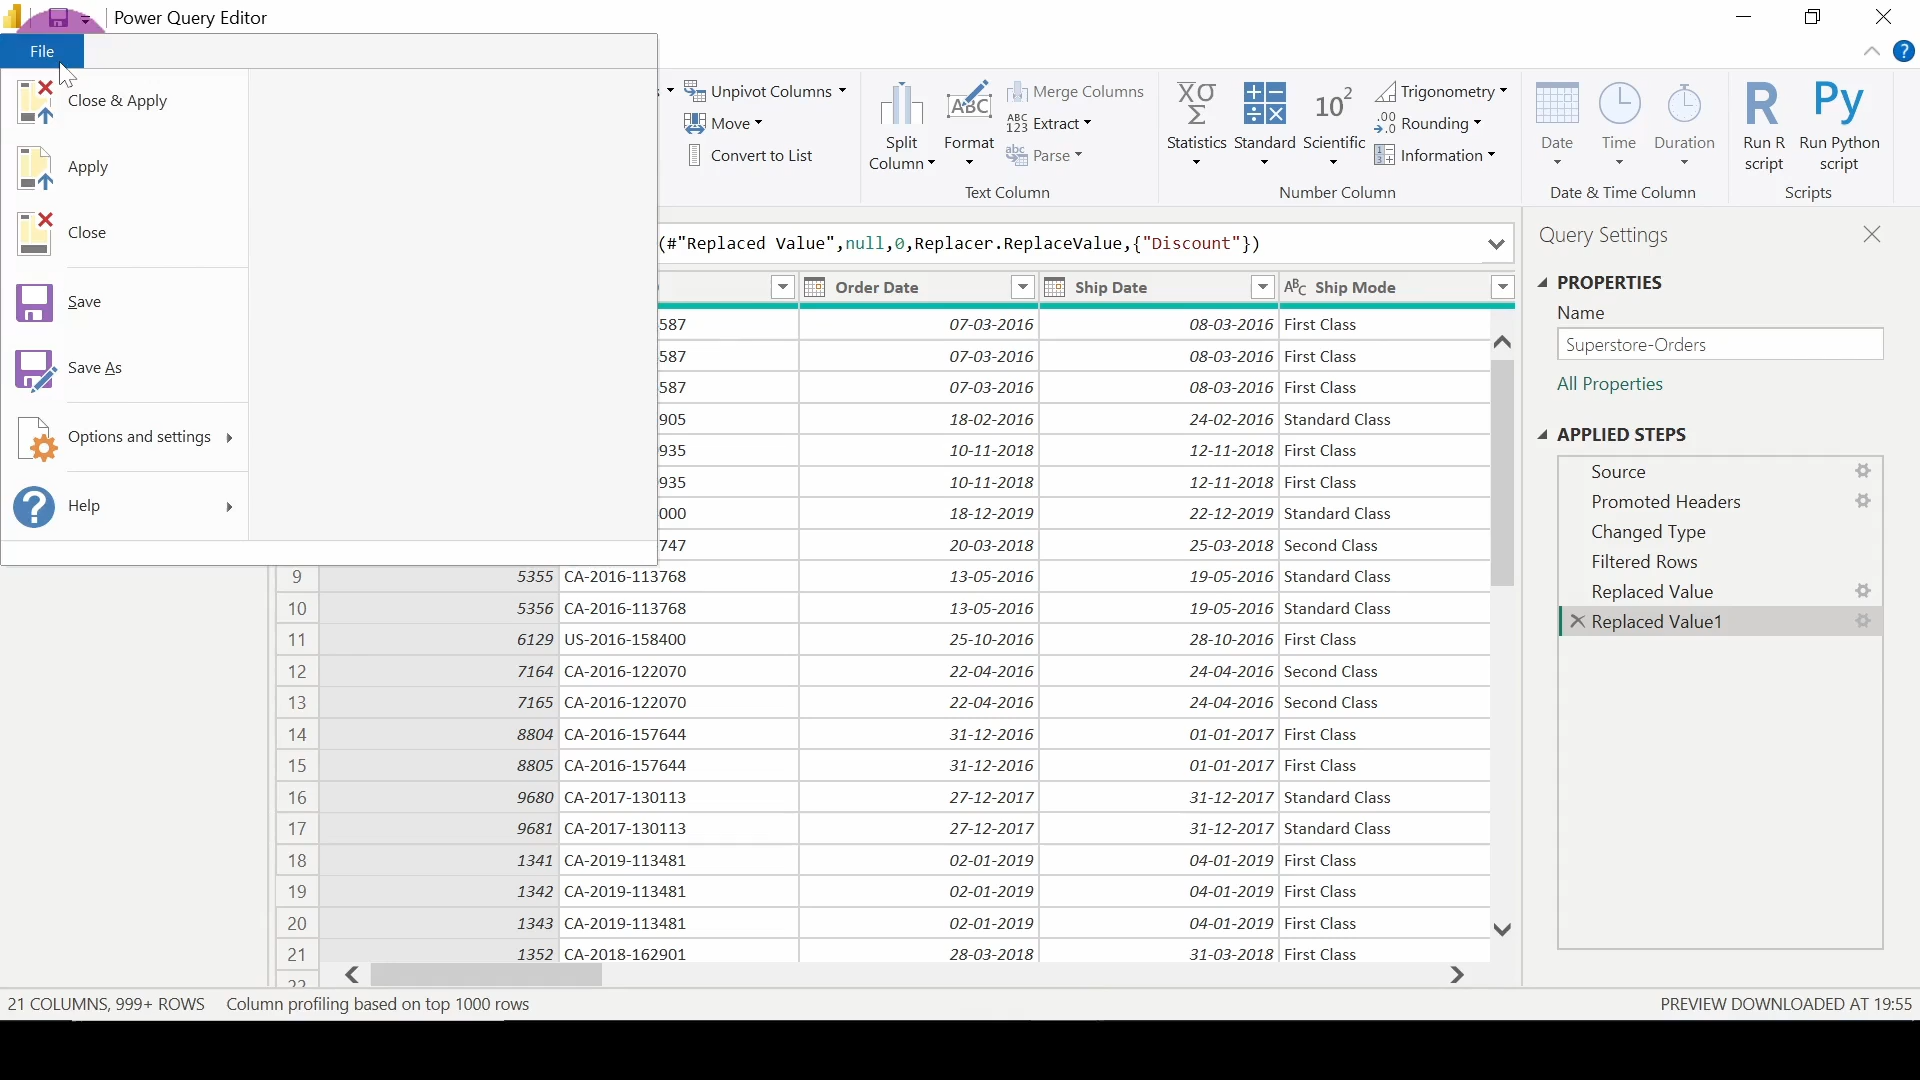 Power Query Editor
File
Close & Apply
Apply
Close
Save
Save As
Options and settings
Help
Unpivot Columns
Move
Convert to List
Split Column
Format
Merge Columns
Extract
Parse
Text Column
Statistics
Standard
Scientific
Trigonometry
Rounding
Information
Number Column
Date
Time
Duration
Date & Time Column
Run R script
Run Python script
Scripts
(#"Replaced Value",null,0,Replacer.ReplaceValue,{"Discount"})
Order Date Ship Date ABC Ship Mode
587 07-03-2016 08-03-2016 First Class
587 07-03-2016 08-03-2016 First Class
587 07-03-2016 08-03-2016 First Class
905 18-02-2016 24-02-2016 Standard Class
935 10-11-2018 12-11-2018 First Class
935 10-11-2018 12-11-2018 First Class
000 18-12-2019 22-12-2019 Standard Class
747 20-03-2018 25-03-2018 Second Class
9 5355 CA-2016-113768 13-05-2016 19-05-2016 Standard Class
10 5356 CA-2016-113768 13-05-2016 19-05-2016 Standard Class
11 6129 US-2016-158400 25-10-2016 28-10-2016 First Class
12 7164 CA-2016-122070 22-04-2016 24-04-2016 Second Class
13 7165 CA-2016-122070 22-04-2016 24-04-2016 Second Class
14 8804 CA-2016-157644 31-12-2016 01-01-2017 First Class
15 8805 CA-2016-157644 31-12-2016 01-01-2017 First Class
16 9680 CA-2017-130113 27-12-2017 31-12-2017 Standard Class
17 9681 CA-2017-130113 27-12-2017 31-12-2017 Standard Class
18 1341 CA-2019-113481 02-01-2019 04-01-2019 First Class
19 1342 CA-2019-113481 02-01-2019 04-01-2019 First Class
20 1343 CA-2019-113481 02-01-2019 04-01-2019 First Class
21 1352 CA-2018-162901 28-03-2018 31-03-2018 First Class
Query Settings
PROPERTIES
Name
Superstore-Orders
All Properties
APPLIED STEPS
Source
Promoted Headers
Changed Type
Filtered Rows
Replaced Value
Replaced Value1
21 COLUMNS, 999+ ROWS Column profiling based on top 1000 rows
PREVIEW DOWNLOADED AT 19:55